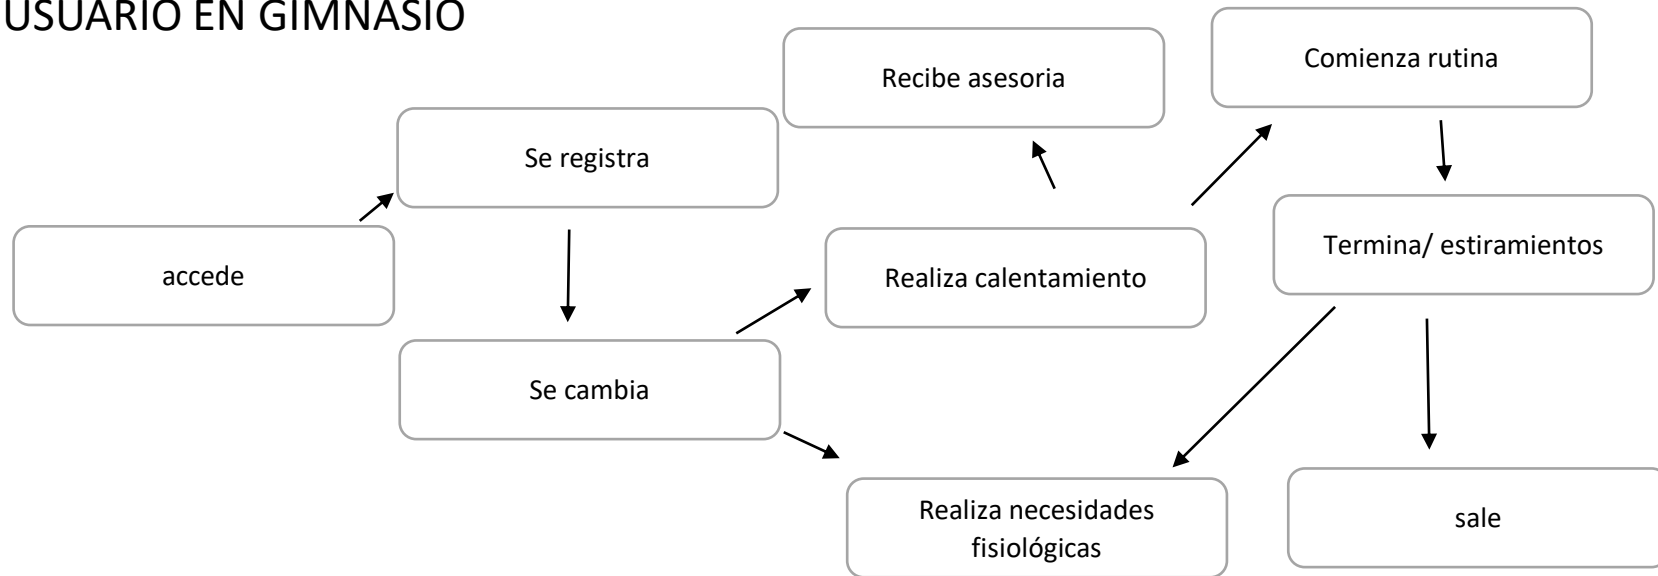 USUARIO EN GIMNASIO
Comienza rutina
Recibe asesoria
Se registra
accede
Realiza calentamiento
Termina/ estiramientos
Se cambia
Realiza necesidades
fisiológicas
sale